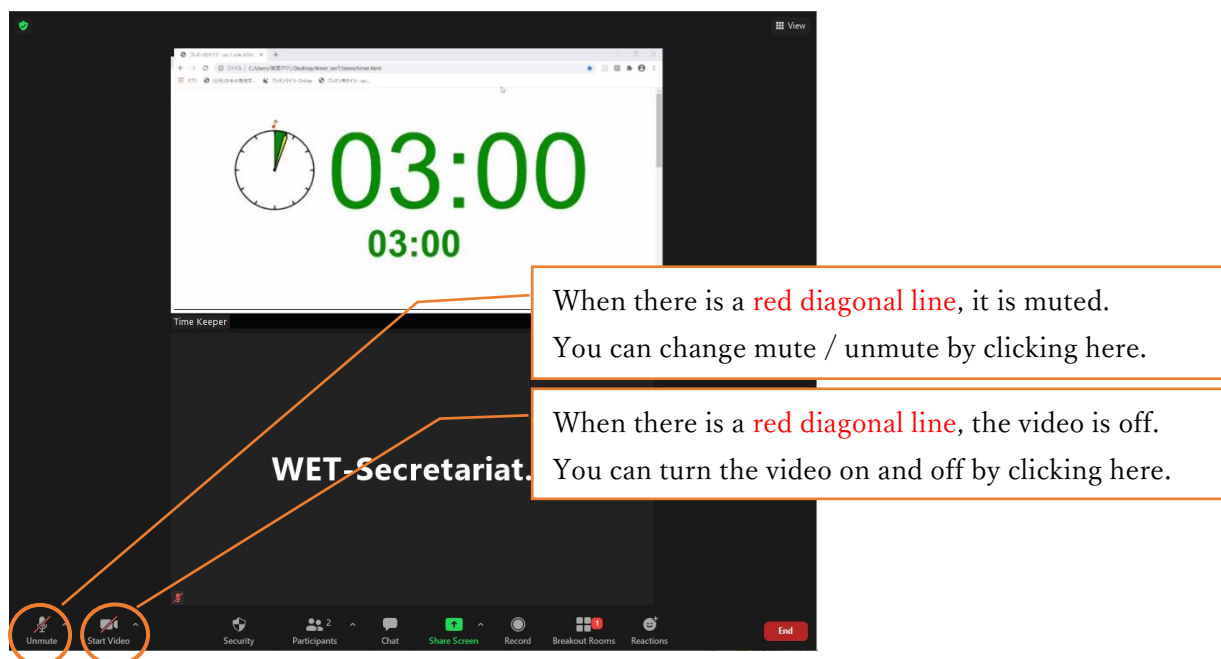 View
03:00
03:00
Time Keeper
When there is a red diagonal line, it is muted.
You can change mute / unmute by clicking here.
When there is a red diagonal line, the video is off.
You can turn the video on and off by clicking here.
WET-Secretariat.
Unmute
Start Video
Security
Participants
2
Chat
Share Screen
Record
Breakout Rooms
1
Reactions
End